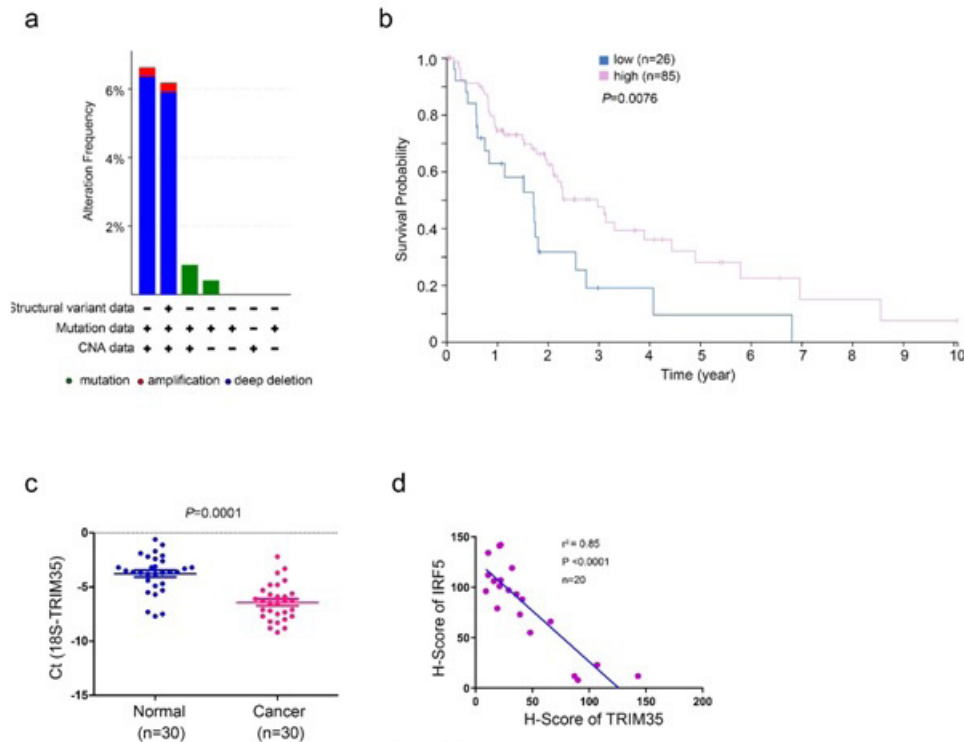 a
6%
4%
2%
Alteration Frequency
Structural variant data - + - - - - -
Mutation data + + + + + - +
CNA data + + + - - + -
mutation amplification deep deletion
b
1.0
0.8
0.6
0.4
0.2
0
Survival Probability
low (n=26)
high (n=85)
P=0.0076
0 1 2 3 4 5 6 7 8 9 10
Time (year)
c
P=0.0001
0
-5
-10
-15
Ct (18S-TRIM35)
Normal Cancer
(n=30) (n=30)
d
150
100
50
0
H-Score of IRF5
r² = 0.85
P <0.0001
n=20
0 50 100 150 200
H-Score of TRIM35